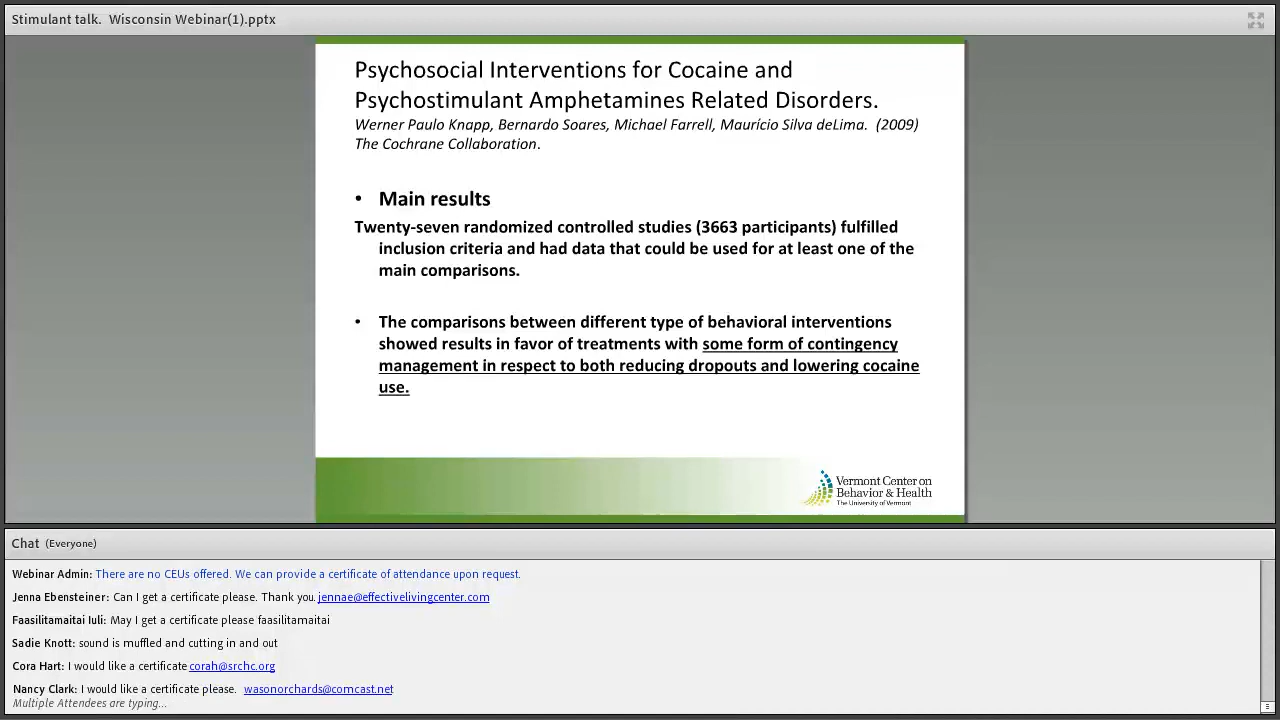 Stimulant talk.  Wisconsin Webinar(1).pptx
Psychosocial Interventions for Cocaine and
Psychostimulant Amphetamines Related Disorders.
Werner Paulo Knapp, Bernardo Soares, Michael Farrell, Maurício Silva deLima.  (2009)
The Cochrane Collaboration.
• Main results
Twenty-seven randomized controlled studies (3663 participants) fulfilled
inclusion criteria and had data that could be used for at least one of the
main comparisons.
• The comparisons between different type of behavioral interventions
showed results in favor of treatments with some form of contingency
management in respect to both reducing dropouts and lowering cocaine
use.
Vermont Center on
Behavior & Health
The University of Vermont
Chat (Everyone)
Webinar Admin: There are no CEUs offered. We can provide a certificate of attendance upon request.
Jenna Ebensteiner: Can I get a certificate please. Thank you. jennae@effectivelivingcenter.com
Faasilitamaitai Iuli: May I get a certificate please faasilitamaitai
Sadie Knott: sound is muffled and cutting in and out
Cora Hart: I would like a certificate corah@srchc.org
Nancy Clark: I would like a certificate please.  wasonorchards@comcast.net
Multiple Attendees are typing...